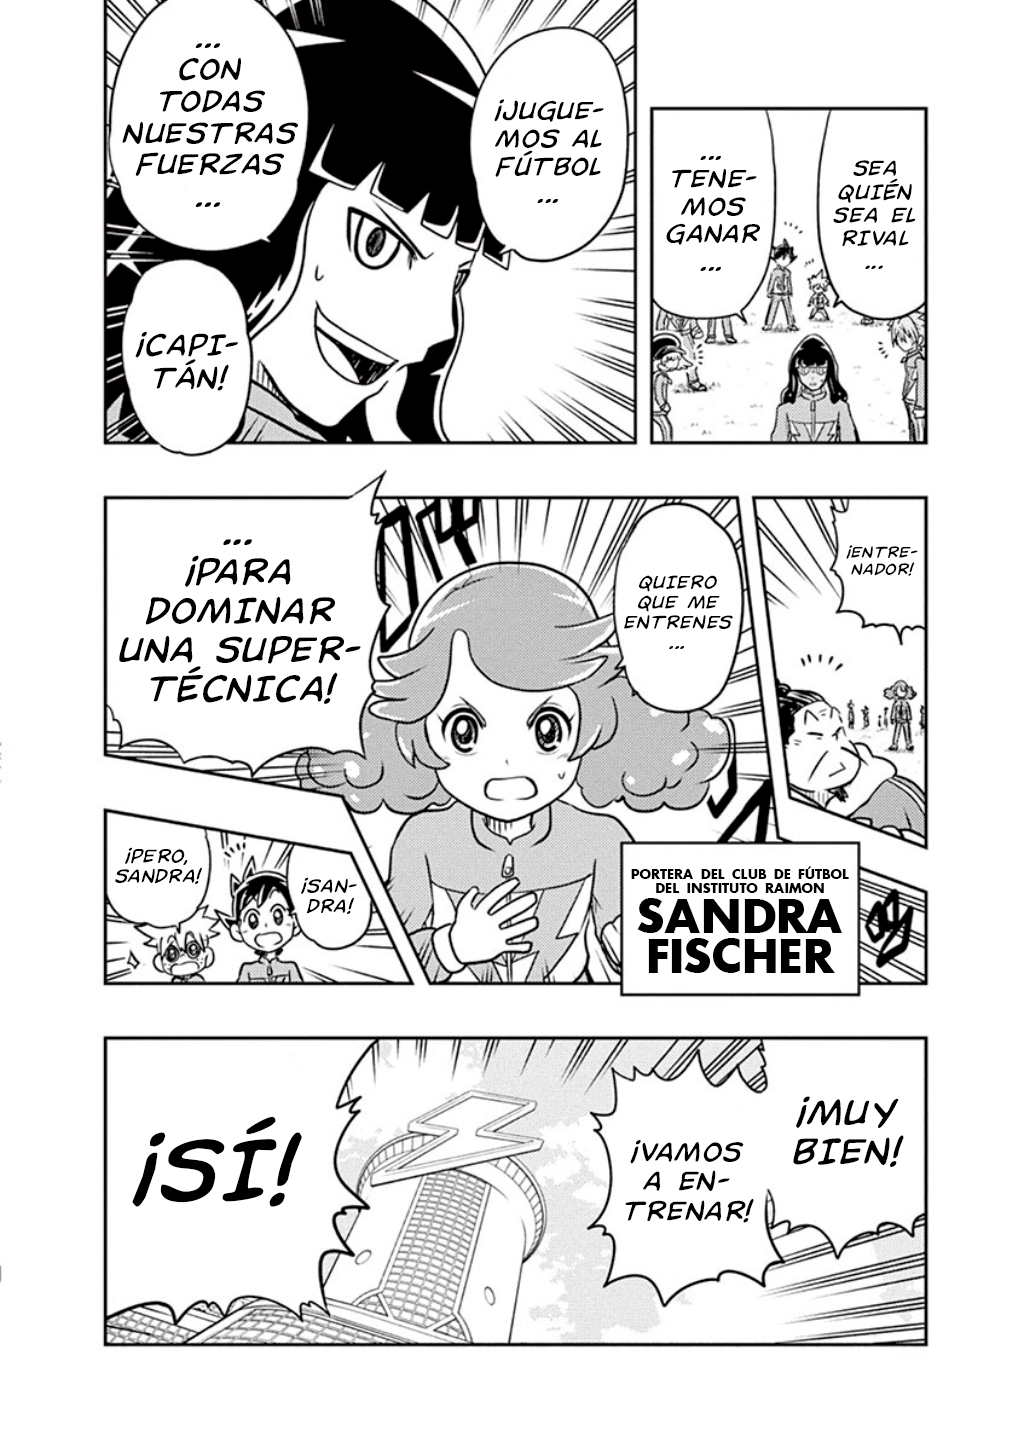 SEA
QUIÉN
SEA EL
RIVAL
...
...
TENE-
MOS
GANAR
...
¡JUGUE-
MOS AL
FÚTBOL
...
...
CON
TODAS
NUESTRAS
FUERZAS
...
¡CAPI-
TÁN!
¡ENTRE-
NADOR!
QUIERO
QUE ME
ENTRENES
...
...
¡PARA
DOMINAR
UNA SUPER-
TÉCNICA!
PORTERA DEL CLUB DE FÚTBOL
DEL INSTITUTO RAIMON
SANDRA
FISCHER
¡SAN-
DRA!
¡PERO,
SANDRA!
¡MUY
BIEN!
¡VAMOS
A EN-
TRENAR!
¡SÍ!